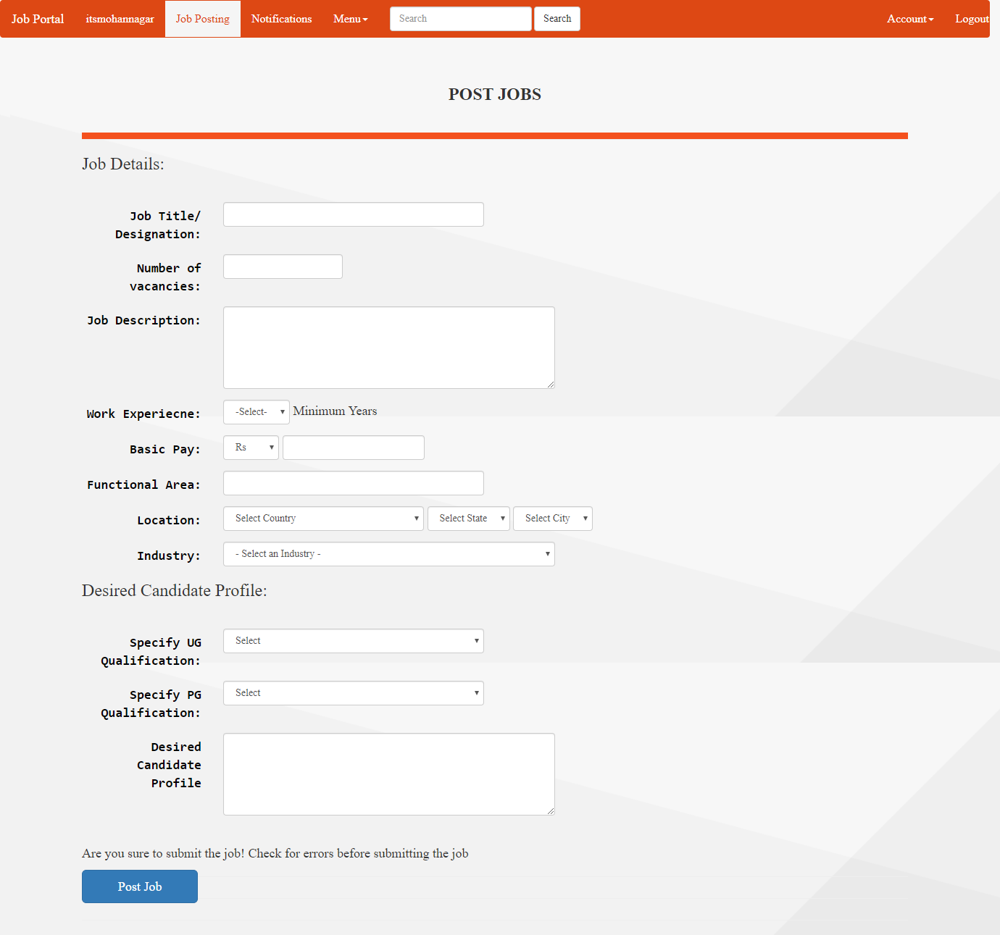 Job Portal itsmohannagar Job Posting Notifications Menu Search Search Account Logout
POST JOBS
Job Details:
Job Title/
Designation:
Number of
vacancies:
Job Description:
Work Experiecne: -Select- Minimum Years
Basic Pay: Rs
Functional Area:
Location: Select Country Select State Select City
Industry: - Select an Industry -
Desired Candidate Profile:
Specify UG Select
Qualification:
Specify PG Select
Qualification:
Desired
Candidate
Profile
Are you sure to submit the job! Check for errors before submitting the job
Post Job